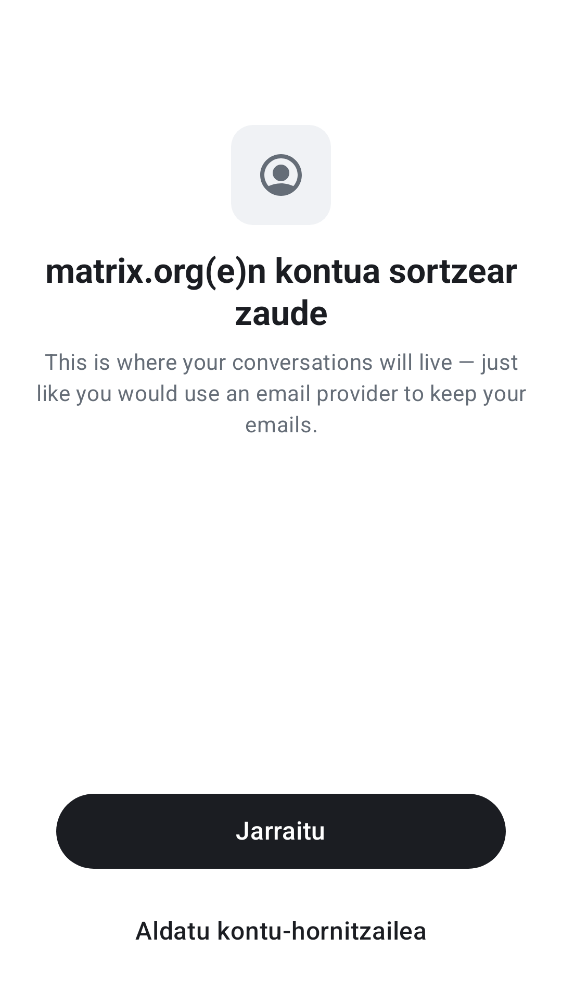 matrix.org(e)n kontua sortzear
zaude
This is where your conversations will live — just
like you would use an email provider to keep your
emails.
Jarraitu
Aldatu kontu-hornitzailea